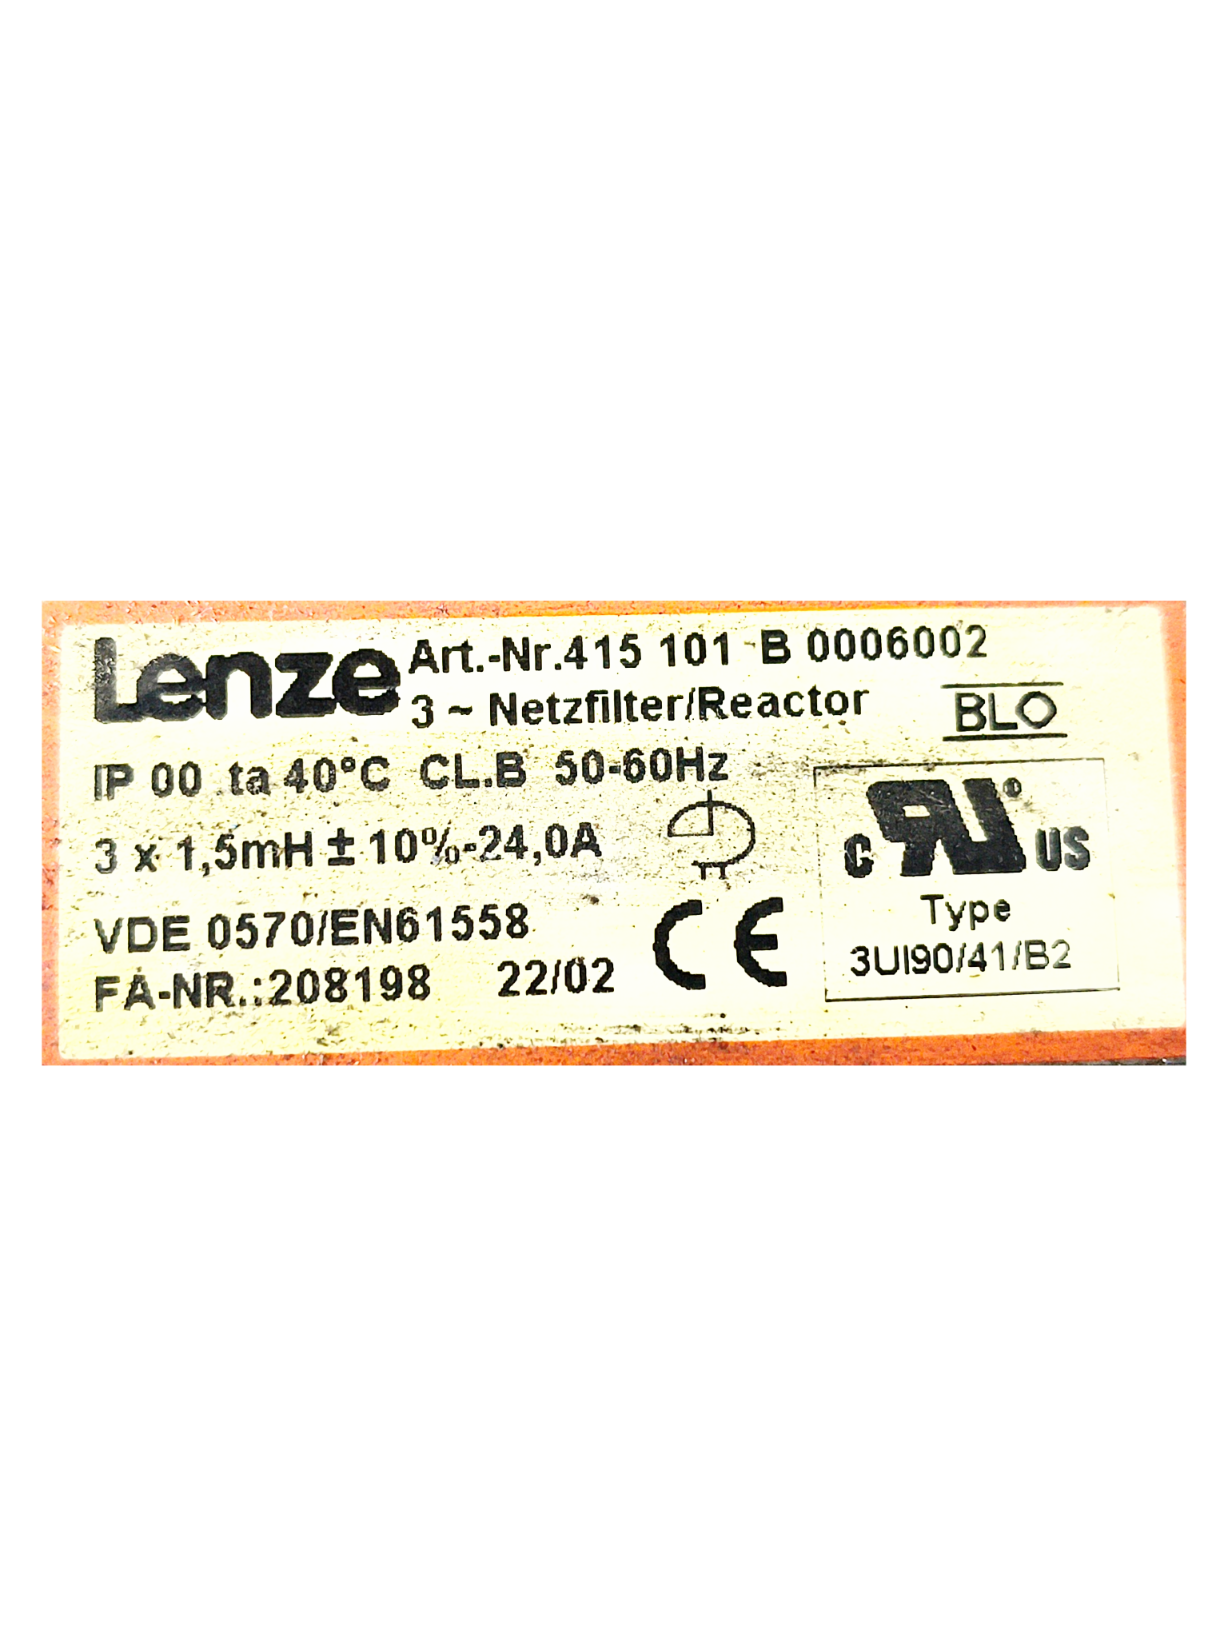 Lenze Art.-Nr.415 101 B 0006002
3 ~ Netzfilter/Reactor
BLO
IP 00 ta 40°C CL.B 50-60Hz
3 x 1,5mH ± 10%-24,0A
VDE 0570/EN61558
FA-NR.:208198 22/02
CE
c RU ® US
Type
3UI90/41/B2